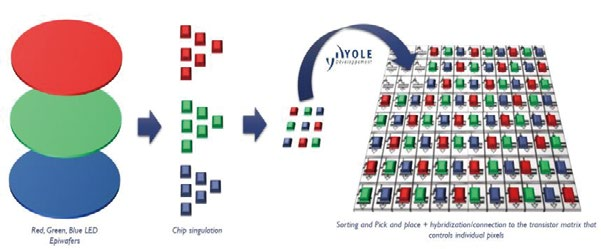 YOLE
Développement
Red, Green, Blue LED
Epiwafers
Chip singulation
Sorting and Pick and place + hybridization/connection to the transistor matrix that
controls individual pixels